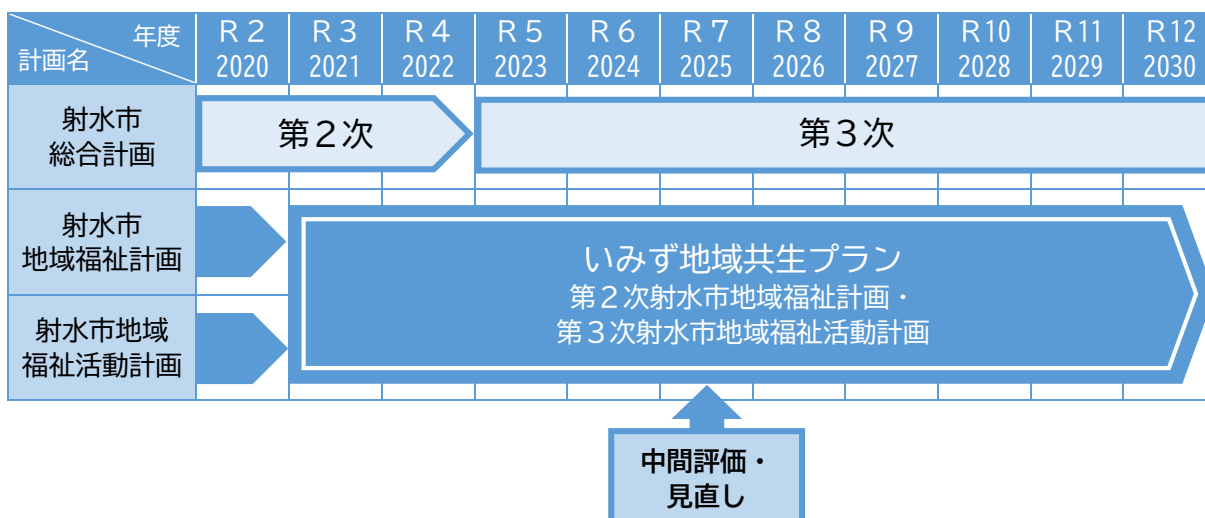 年度
計画名
R2 R3 R4 R5 R6 R7 R8 R9 R10 R11 R12
2020 2021 2022 2023 2024 2025 2026 2027 2028 2029 2030
射水市
総合計画
第2次
第3次
射水市
地域福祉計画
射水市地域
福祉活動計画
いみず地域共生プラン
第2次射水市地域福祉計画・
第3次射水市地域福祉活動計画
中間評価・
見直し